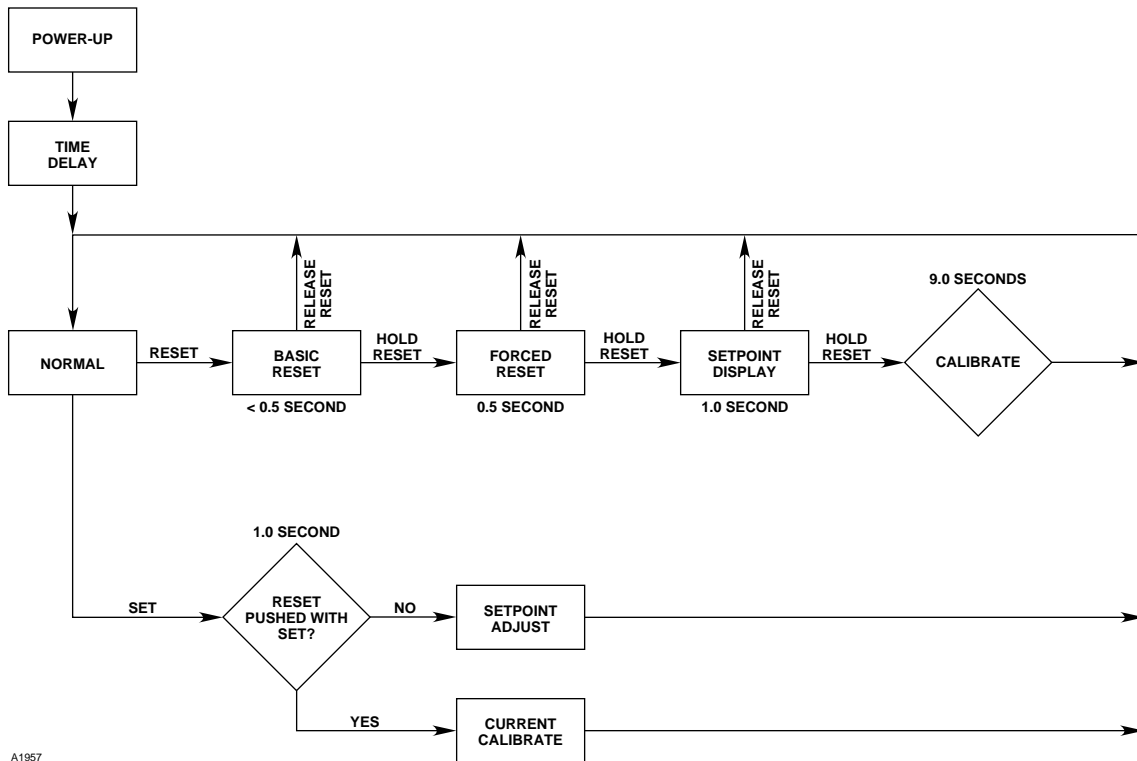 POWER-UP
TIME
DELAY
RELEASE
RESET
RELEASE
RESET
RELEASE
RESET
9.0 SECONDS
NORMAL
RESET
BASIC
RESET
HOLD
RESET
FORCED
RESET
HOLD
RESET
SETPOINT
DISPLAY
HOLD
RESET
CALIBRATE
< 0.5 SECOND
0.5 SECOND
1.0 SECOND
1.0 SECOND
SET
RESET
PUSHED WITH
SET?
NO
SETPOINT
ADJUST
YES
CURRENT
CALIBRATE
A1957